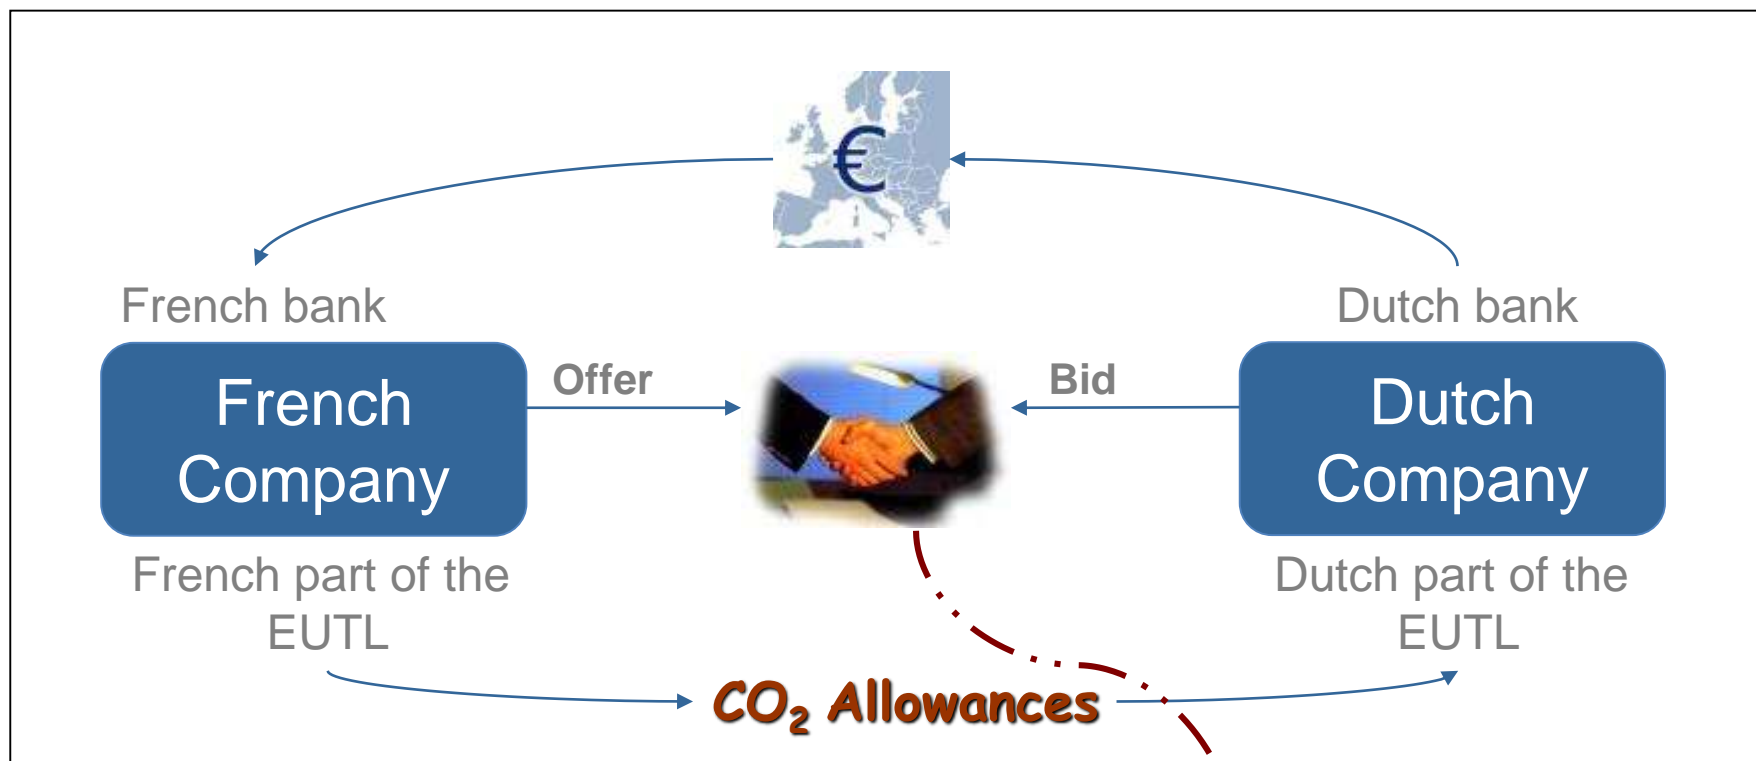 €
French bank
Dutch bank
French
Company
Offer
Bid
Dutch
Company
French part of the
EUTL
Dutch part of the
EUTL
CO₂ Allowances